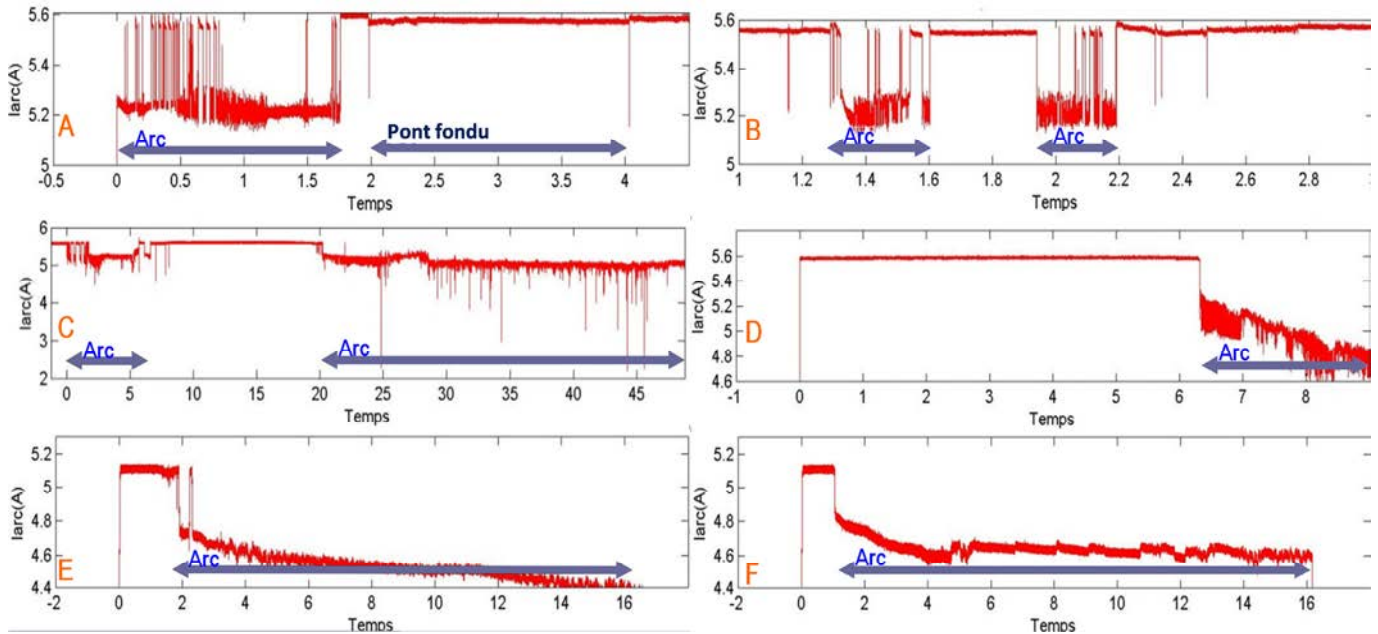 5.6
5.4
5.2
5
Iarc(A)
A
Arc
Pont fondu
-0.5 0 0.5 1 1.5 2 2.5 3 3.5 4
Temps
5.6
5.4
5.2
5
Iarc(A)
B
Arc
Arc
1 1.2 1.4 1.6 1.8 2 2.2 2.4 2.6 2.8
Temps
6
5
4
3
2
Iarc(A)
C
Arc
Arc
0 5 10 15 20 25 30 35 40 45
Temps
5.8
5.6
5.4
5.2
5
4.8
4.6
Iarc(A)
D
Arc
-1 0 1 2 3 4 5 6 7 8
Temps
5.2
5
4.8
4.6
4.4
Iarc(A)
E
Arc
-2 0 2 4 6 8 10 12 14 16
Temps
5.2
5
4.8
4.6
4.4
Iarc(A)
F
Arc
-2 0 2 4 6 8 10 12 14 16
Temps